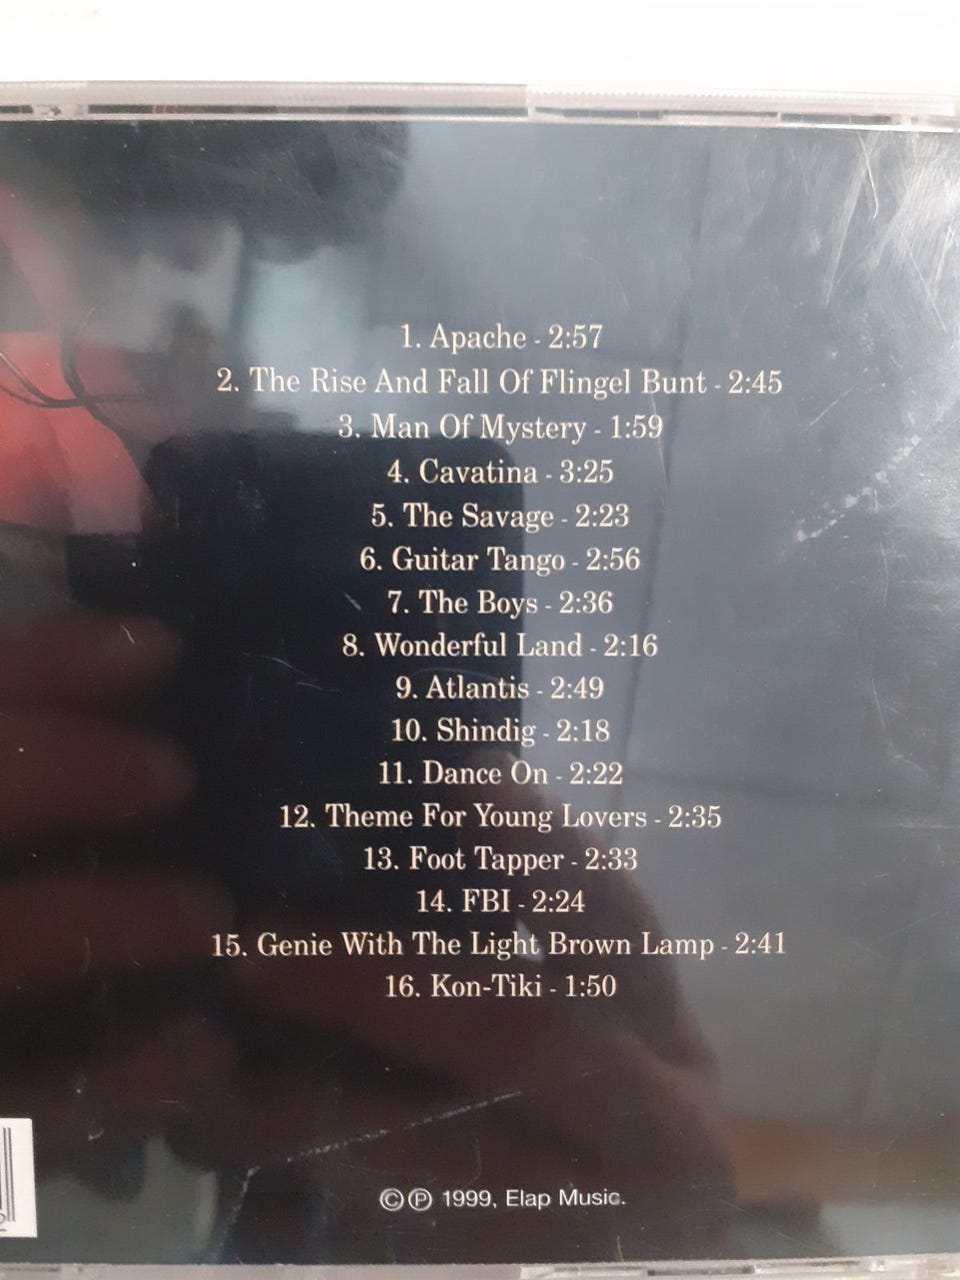 1. Apache - 2:57
2. The Rise And Fall Of Flingel Bunt - 2:45
3. Man Of Mystery - 1:59
4. Cavatina - 3:25
5. The Savage - 2:23
6. Guitar Tango - 2:56
7. The Boys - 2:36
8. Wonderful Land - 2:16
9. Atlantis - 2:49
10. Shindig - 2:18
11. Dance On - 2:22
12. Theme For Young Lovers - 2:35
13. Foot Tapper - 2:33
14. FBI - 2:24
15. Genie With The Light Brown Lamp - 2:41
16. Kon-Tiki - 1:50
©℗ 1999, Elap Music.